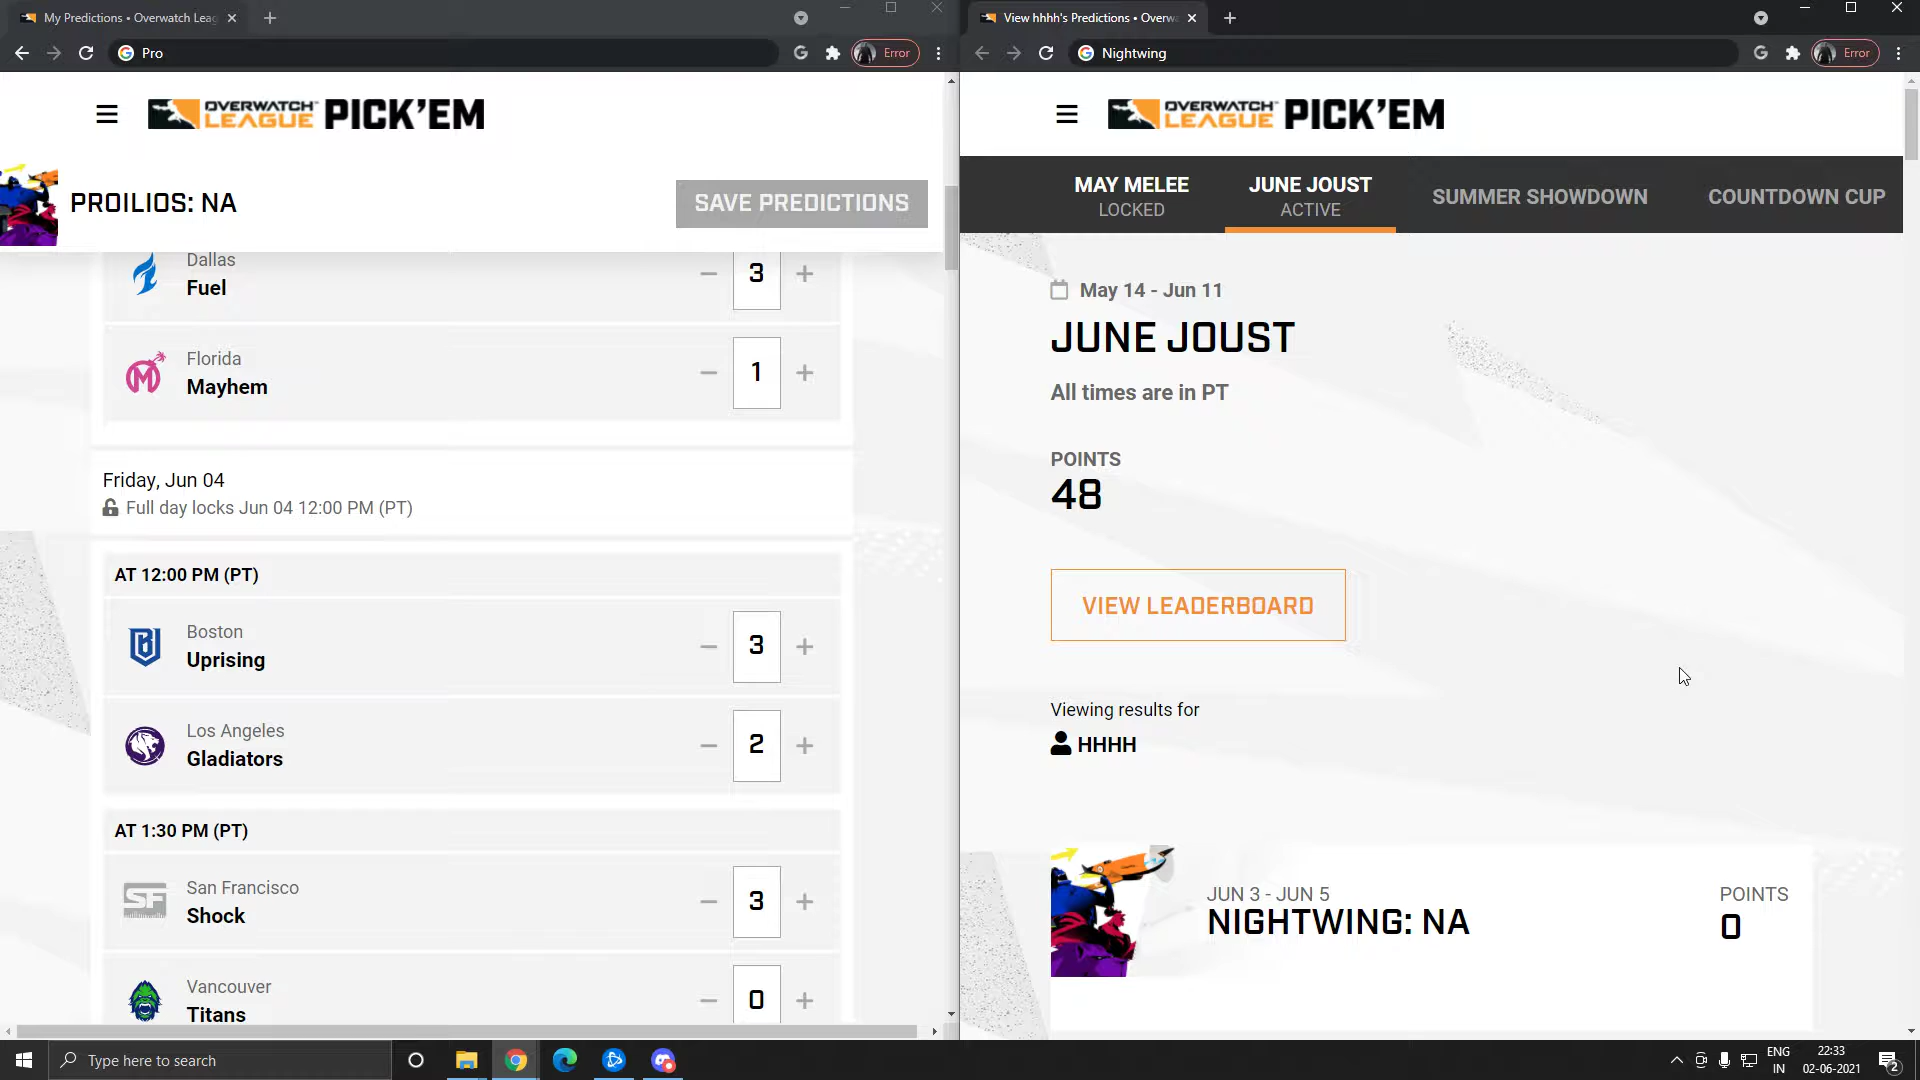 My Predictions • Overwatch Leag
Pro
Error
OVERWATCH LEAGUE PICK'EM
PROILIOS: NA
SAVE PREDICTIONS
Dallas
Fuel
3
Florida
Mayhem
1
Friday, Jun 04
Full day locks Jun 04 12:00 PM (PT)
AT 12:00 PM (PT)
Boston
Uprising
3
Los Angeles
Gladiators
2
AT 1:30 PM (PT)
SF
San Francisco
Shock
3
Vancouver
Titans
0
View hhhh's Predictions • Overwa
Nightwing
Error
OVERWATCH LEAGUE PICK'EM
MAY MELEE
LOCKED
JUNE JOUST
ACTIVE
SUMMER SHOWDOWN
COUNTDOWN CUP
May 14 - Jun 11
JUNE JOUST
All times are in PT
POINTS
48
VIEW LEADERBOARD
Viewing results for
HHHH
JUN 3 - JUN 5
NIGHTWING: NA
POINTS
0
Type here to search
ENG
IN
22:33
02-06-2021
2